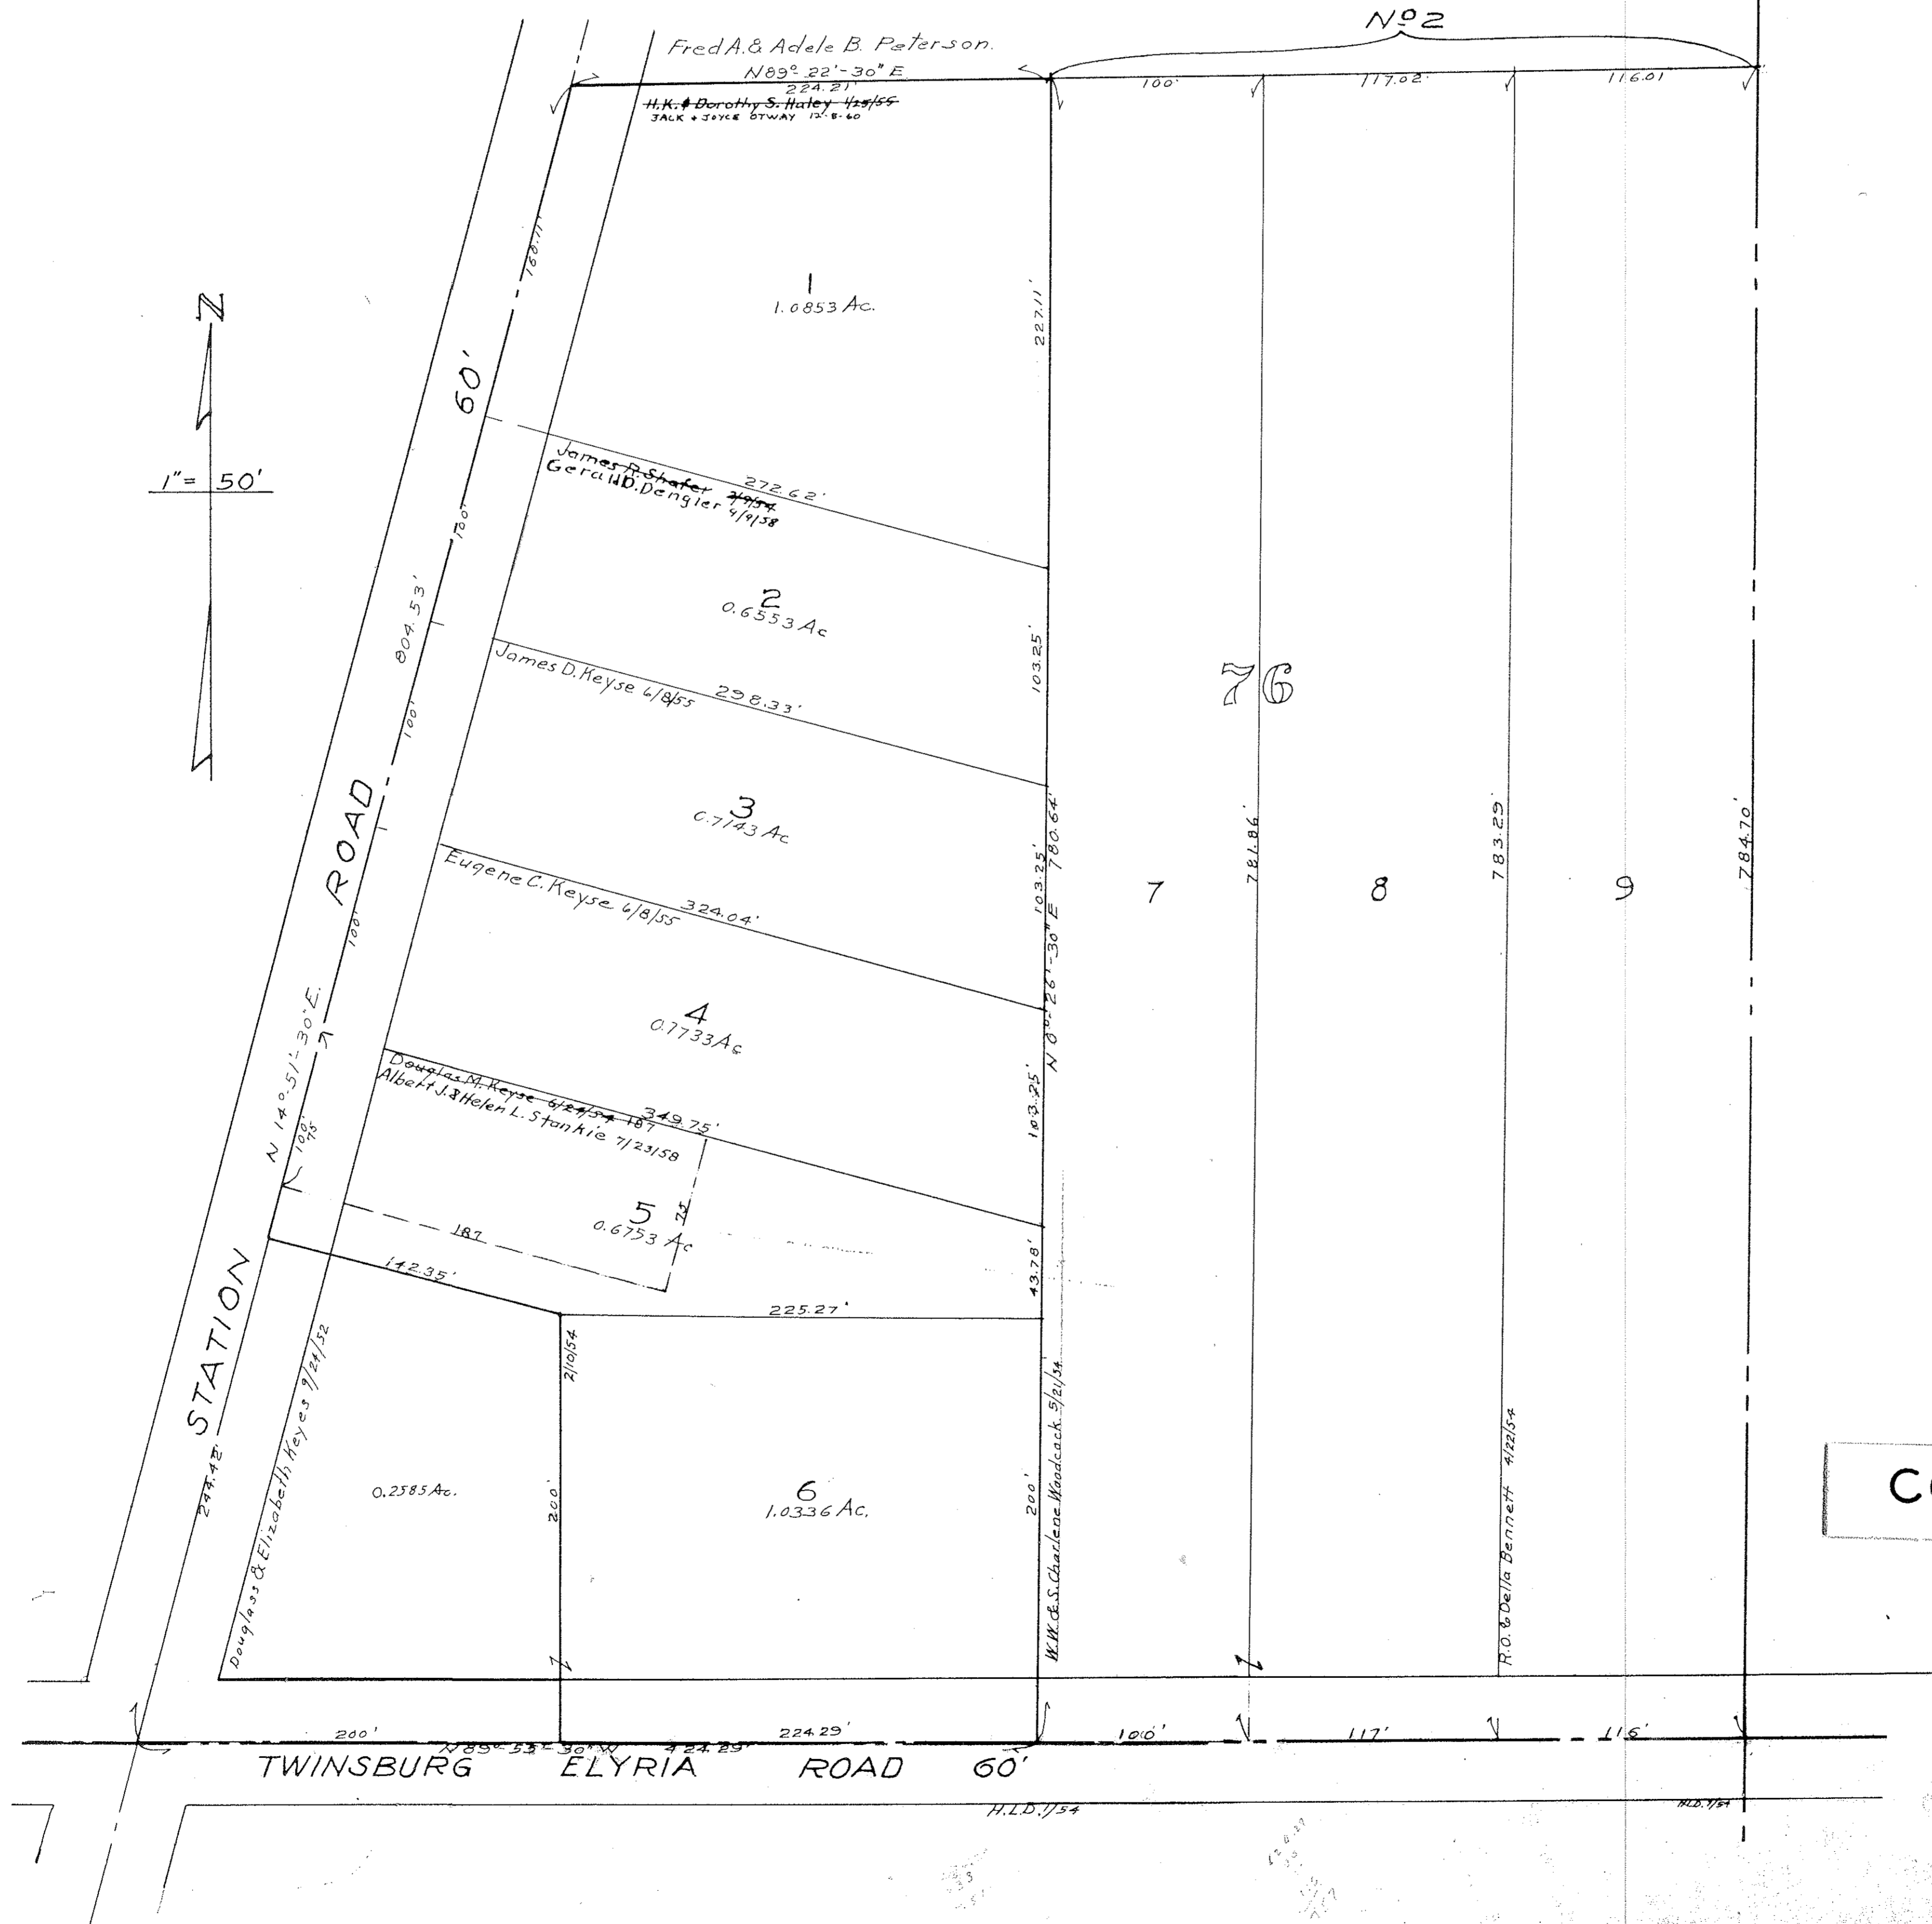 Nº 2
Fred A. & Adele B. Peterson.
N89°-22'-30" E
224.21'
100'
117.02'
116.01
H.K. & Dorothy S. Haley 1/25/55
JACK & JOYCE OTWAY 12-8-60
160.11'
1
1.0853 Ac.
227.11'
N
1" = 50'
60'
James R. Shafer 2/9/54
Gerald D. Dengler 4/9/58
272.62'
100'
804.53'
2
0.6553 Ac
103.25'
James D. Keyse 6/8/55
298.33'
76
100'
ROAD
3
0.7143 Ac
103.25'
780.64'
781.86'
783.29'
784.70'
7
8
9
Eugene C. Keyse 6/8/55
324.04'
100'
N 0°-26'-30" E
N 14°-51'-30" E.
4
0.7733 Ac
103.25'
Douglas M. Keyse 6/24/54 187
349.75'
Albert J. & Helen L. Stankie 7/23/58
100'
75
5
0.6753 Ac
75
187
43.78'
142.35'
225.27'
STATION
244.42'
Douglass & Elizabeth Keyes 9/24/52
2/10/54
0.2585 Ac.
200'
6
1.0336 Ac.
200'
W.W. & S. Charlene Woodcock 5/21/54
R.O. & Della Bennett 4/22/54
C
200'
224.29'
100'
117'
116'
N 89°-55'-30" W 424.29'
TWINSBURG ELYRIA ROAD 60'
H.L.D. 7/54
H.L.D. 7/54